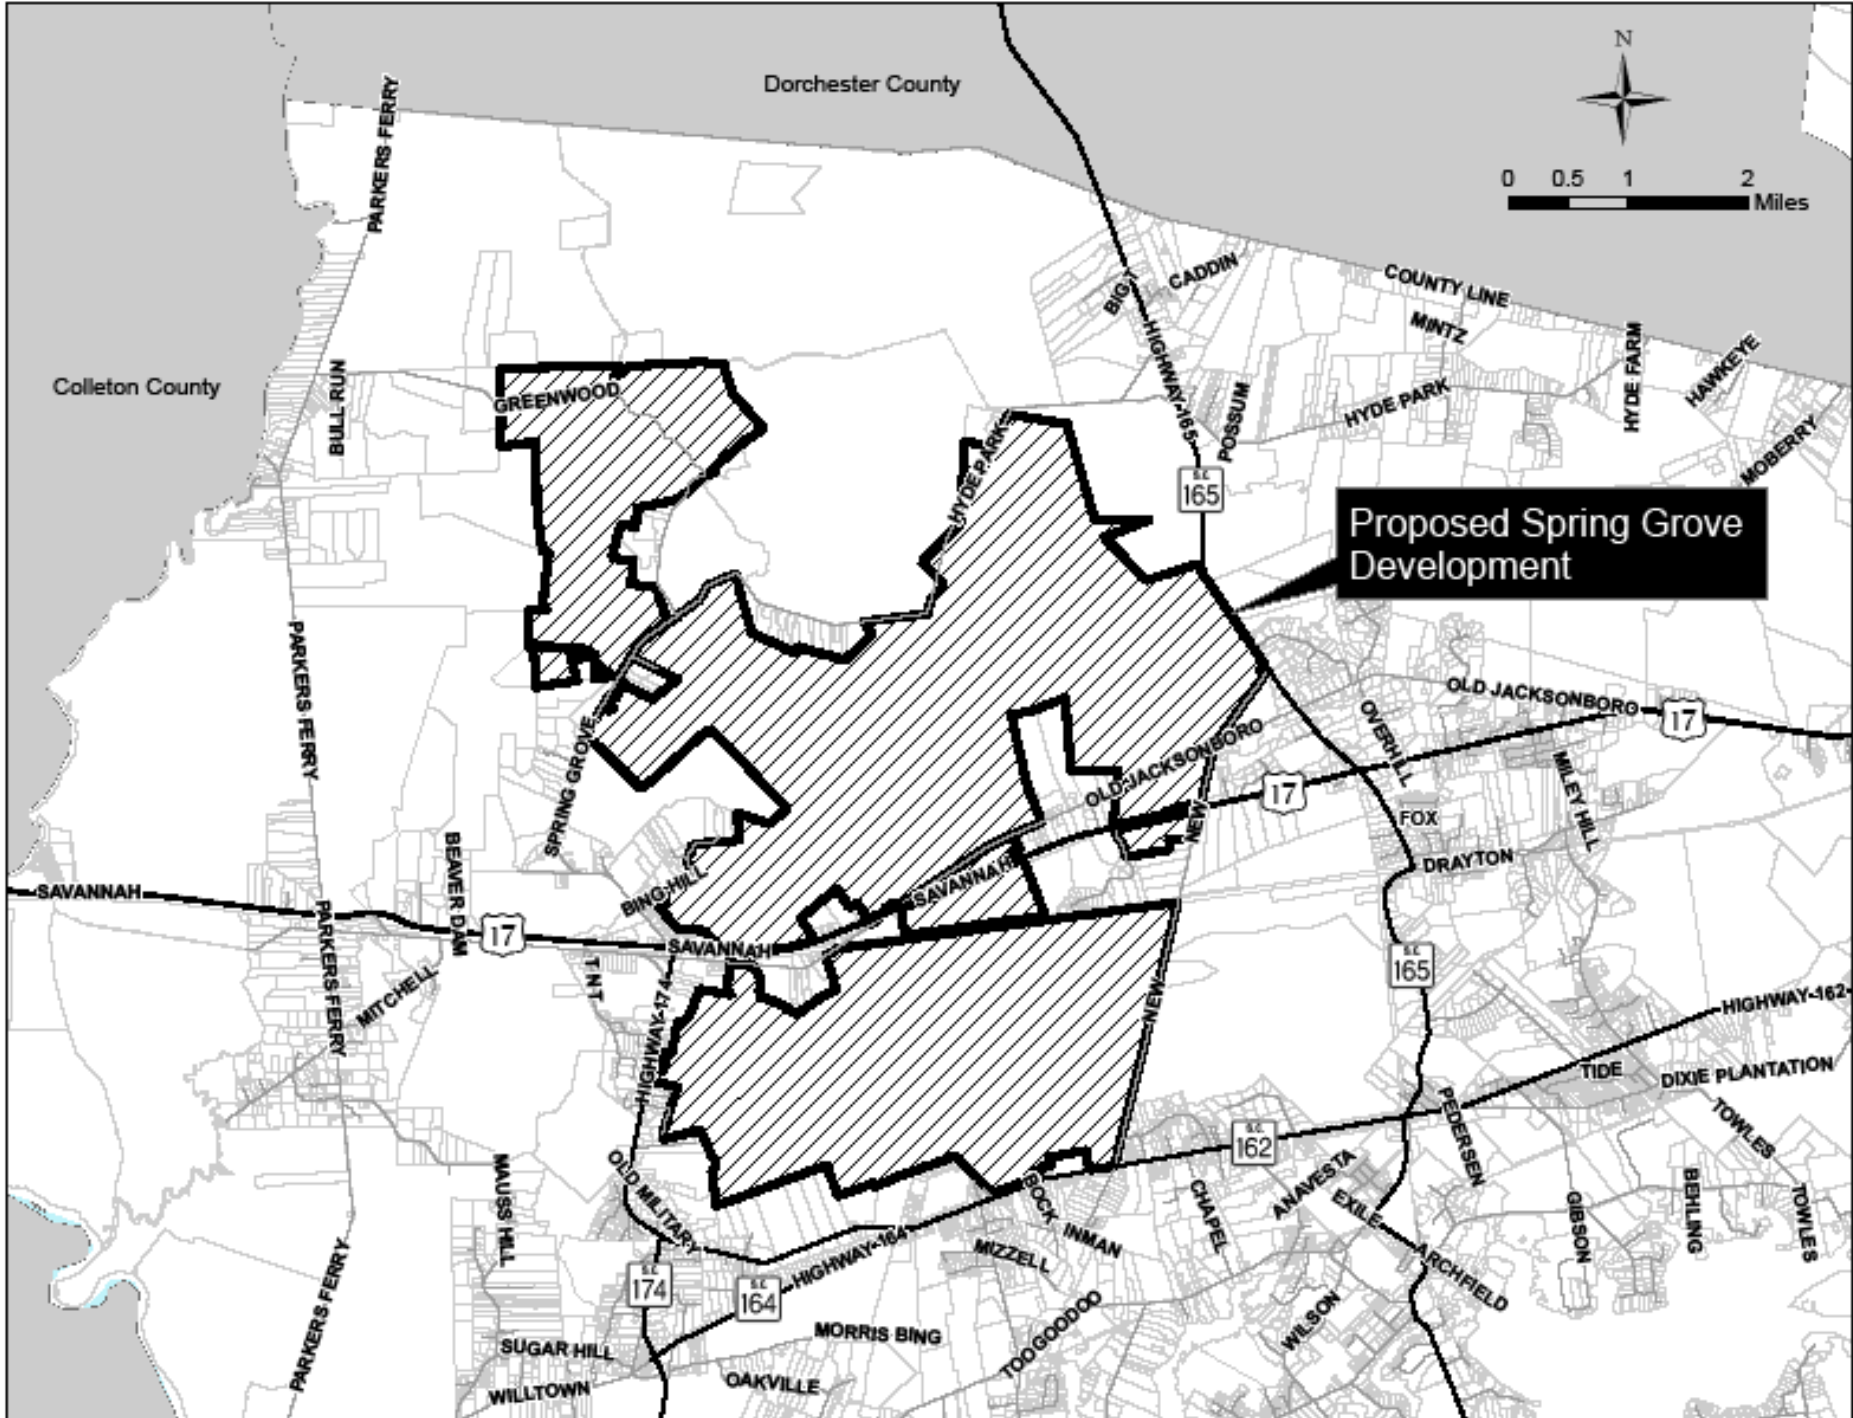 Dorchester County
N
0 0.5 1 2
Miles
PARKERS FERRY
CADDIN
BIG T
COUNTY LINE
MINTZ
HIGHWAY-165
HYDE FARM
HAWKEYE
Colleton County
BULL RUN
GREENWOOD
POSSUM
HYDE PARK
HYDE PARK
MOBERRY
S.C.
165
Proposed Spring Grove
Development
PARKERS FERRY
OLD JACKSONBORO
17
OVERHILL
OLD JACKSONBORO
SPRING GROVE
MILEY HILL
17
NEW
FOX
BEAVER DAM
DRAYTON
SAVANNAH
BING HILL
SAVANNAH
PARKERS FERRY
17
SAVANNAH
T N T
MITCHELL
S.C.
165
HIGHWAY-174
NEW
HIGHWAY-162
TIDE
DIXIE PLANTATION
PEDERSEN
TOWLES
S.C.
162
MAUSS HILL
OLD MILITARY
BOCK
INMAN
CHAPEL
ANAVESTA
EXILE
GIBSON
BEHLING
TOWLES
MIZZELL
HIGHWAY-164
ARCHFIELD
PARKERS FERRY
S.C.
174
S.C.
164
WILSON
TOOGOODOO
MORRIS BING
SUGAR HILL
OAKVILLE
WILLTOWN